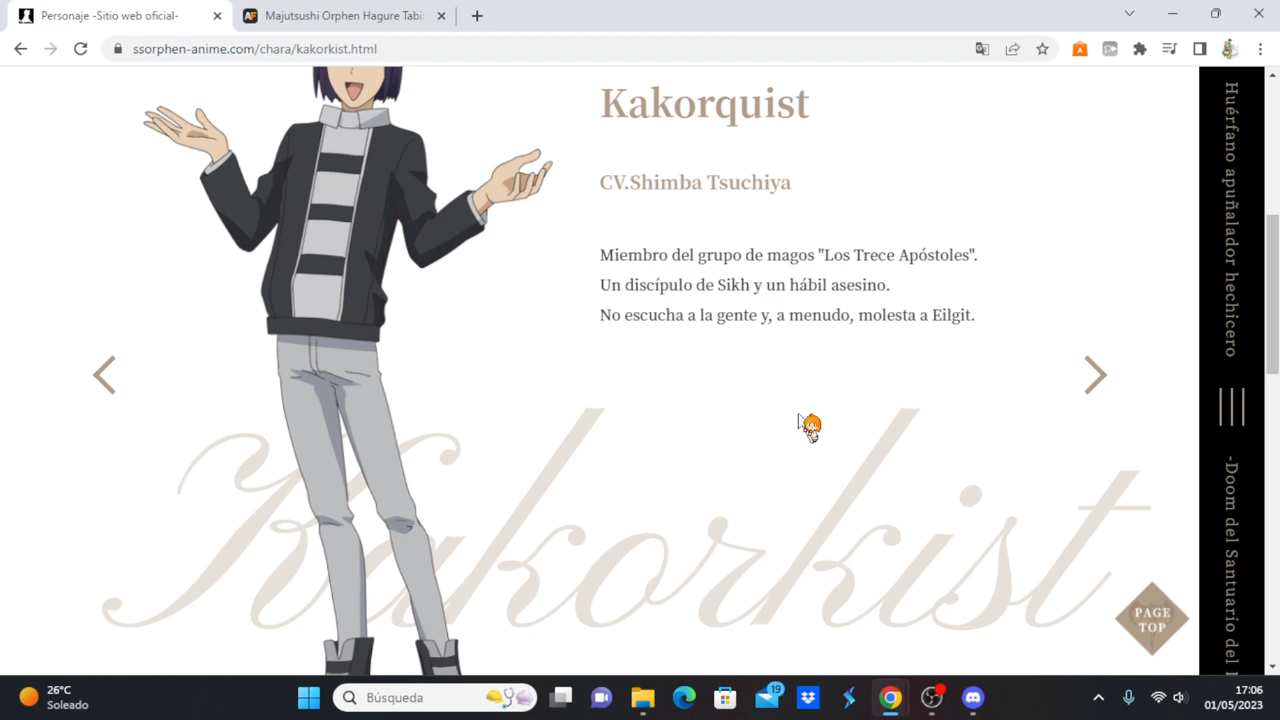 Personaje -Sitio web oficial-
Majutsushi Orphen Hagure Tabi:
ssorphen-anime.com/chara/kakorkist.html
Kakorquist
CV.Shimba Tsuchiya
Miembro del grupo de magos "Los Trece Apóstoles".
Un discípulo de Sikh y un hábil asesino.
No escucha a la gente y, a menudo, molesta a Eilgit.
Kakorkist
Huérfano apuñalador hechicero
-Doom del Santuario del
PAGE
TOP
26°C
Soleado
Búsqueda
19
17:06
01/05/2023